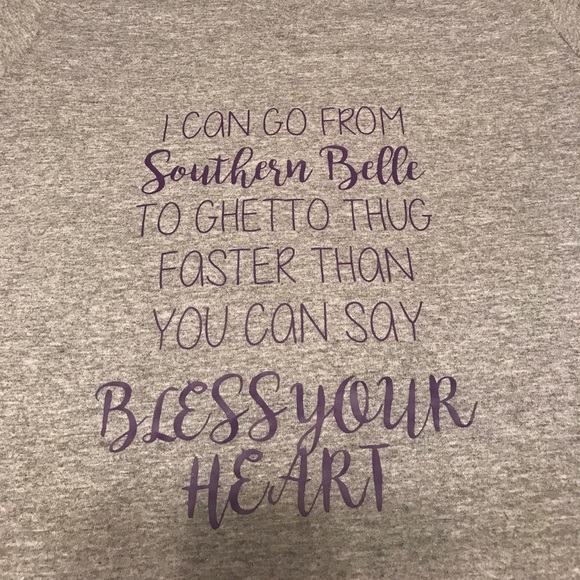 I CAN GO FROM
Southern Belle
TO GHETTO THUG
FASTER THAN
YOU CAN SAY
BLESS YOUR
HEART